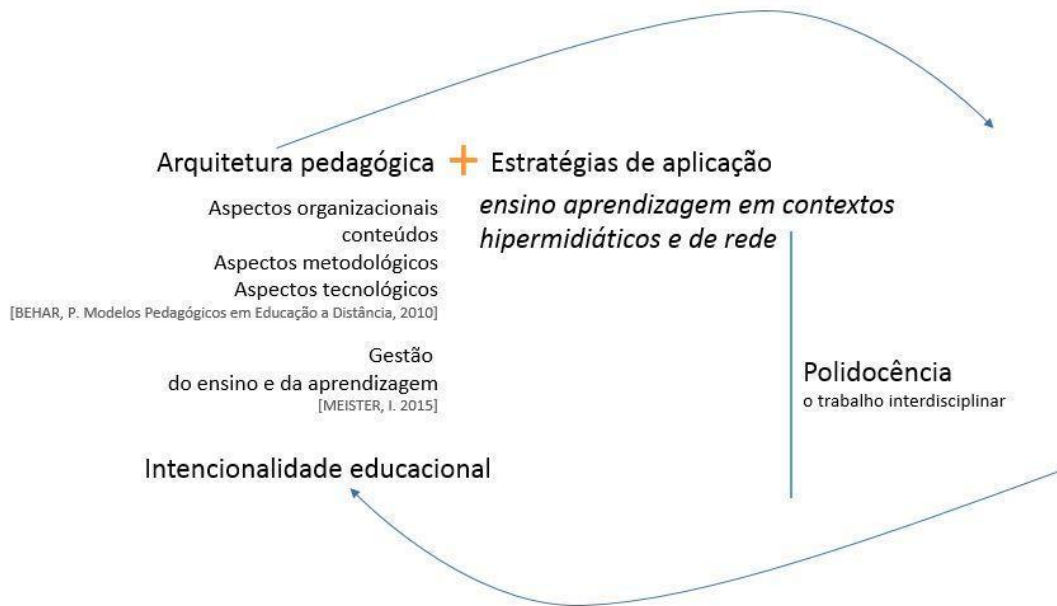 Arquitetura pedagógica + Estratégias de aplicação
Aspectos organizacionais
conteúdos
Aspectos metodológicos
Aspectos tecnológicos
[BEHAR, P. Modelos Pedagógicos em Educação a Distância, 2010]
Gestão
do ensino e da aprendizagem
[MEISTER, I. 2015]
Intencionalidade educacional
ensino aprendizagem em contextos
hipermidiáticos e de rede
Polidocência
o trabalho interdisciplinar